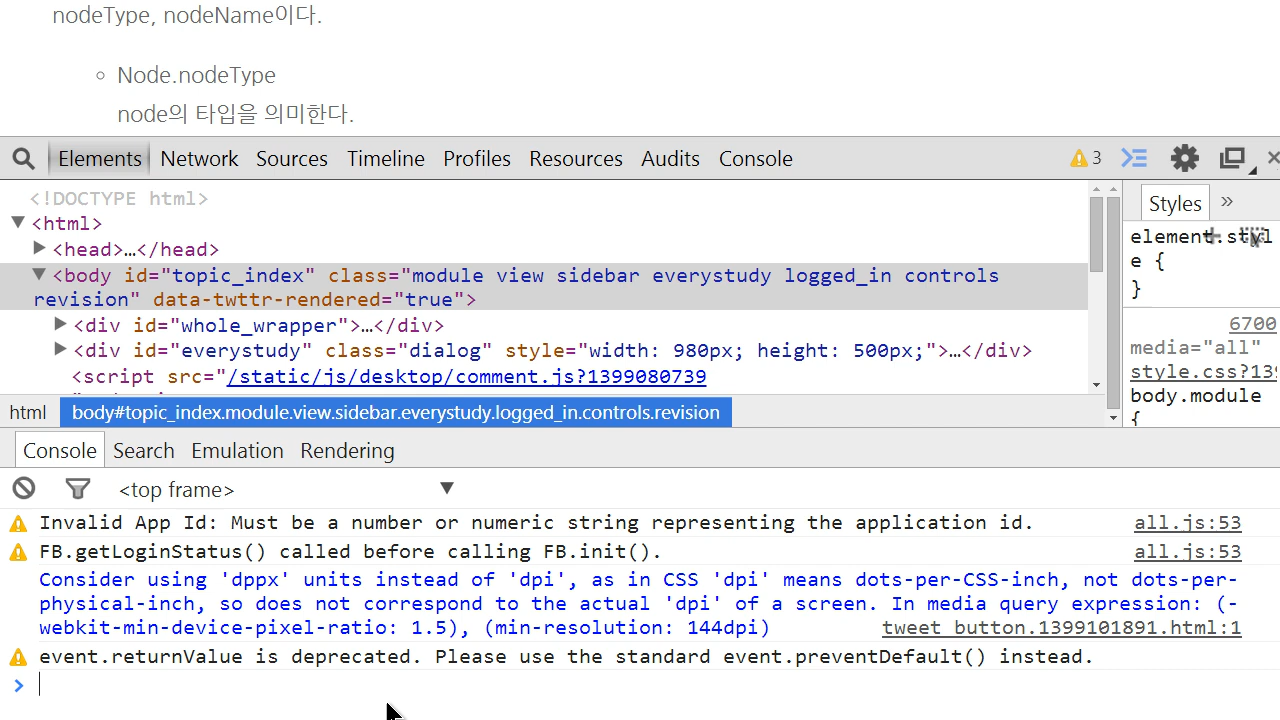 nodeType, nodeName이다.
Node.nodeType
node의 타입을 의미한다.
Elements Network Sources Timeline Profiles Resources Audits Console 3
<!DOCTYPE html>
<html>
<head>…</head>
<body id="topic_index" class="module view sidebar everystudy logged_in controls
revision" data-twttr-rendered="true">
<div id="whole_wrapper">…</div>
<div id="everystudy" class="dialog" style="width: 980px; height: 500px;">…</div>
<script src="/static/js/desktop/comment.js?1399080739
html body#topic_index.module.view.sidebar.everystudy.logged_in.controls.revision
Styles »
element.styl
e {
}
6700
media="all"
style.css?139
body.module
{
Console Search Emulation Rendering
<top frame>
Invalid App Id: Must be a number or numeric string representing the application id. all.js:53
FB.getLoginStatus() called before calling FB.init(). all.js:53
Consider using 'dppx' units instead of 'dpi', as in CSS 'dpi' means dots-per-CSS-inch, not dots-per-
physical-inch, so does not correspond to the actual 'dpi' of a screen. In media query expression: (-
webkit-min-device-pixel-ratio: 1.5), (min-resolution: 144dpi) tweet_button.1399101891.html:1
event.returnValue is deprecated. Please use the standard event.preventDefault() instead.